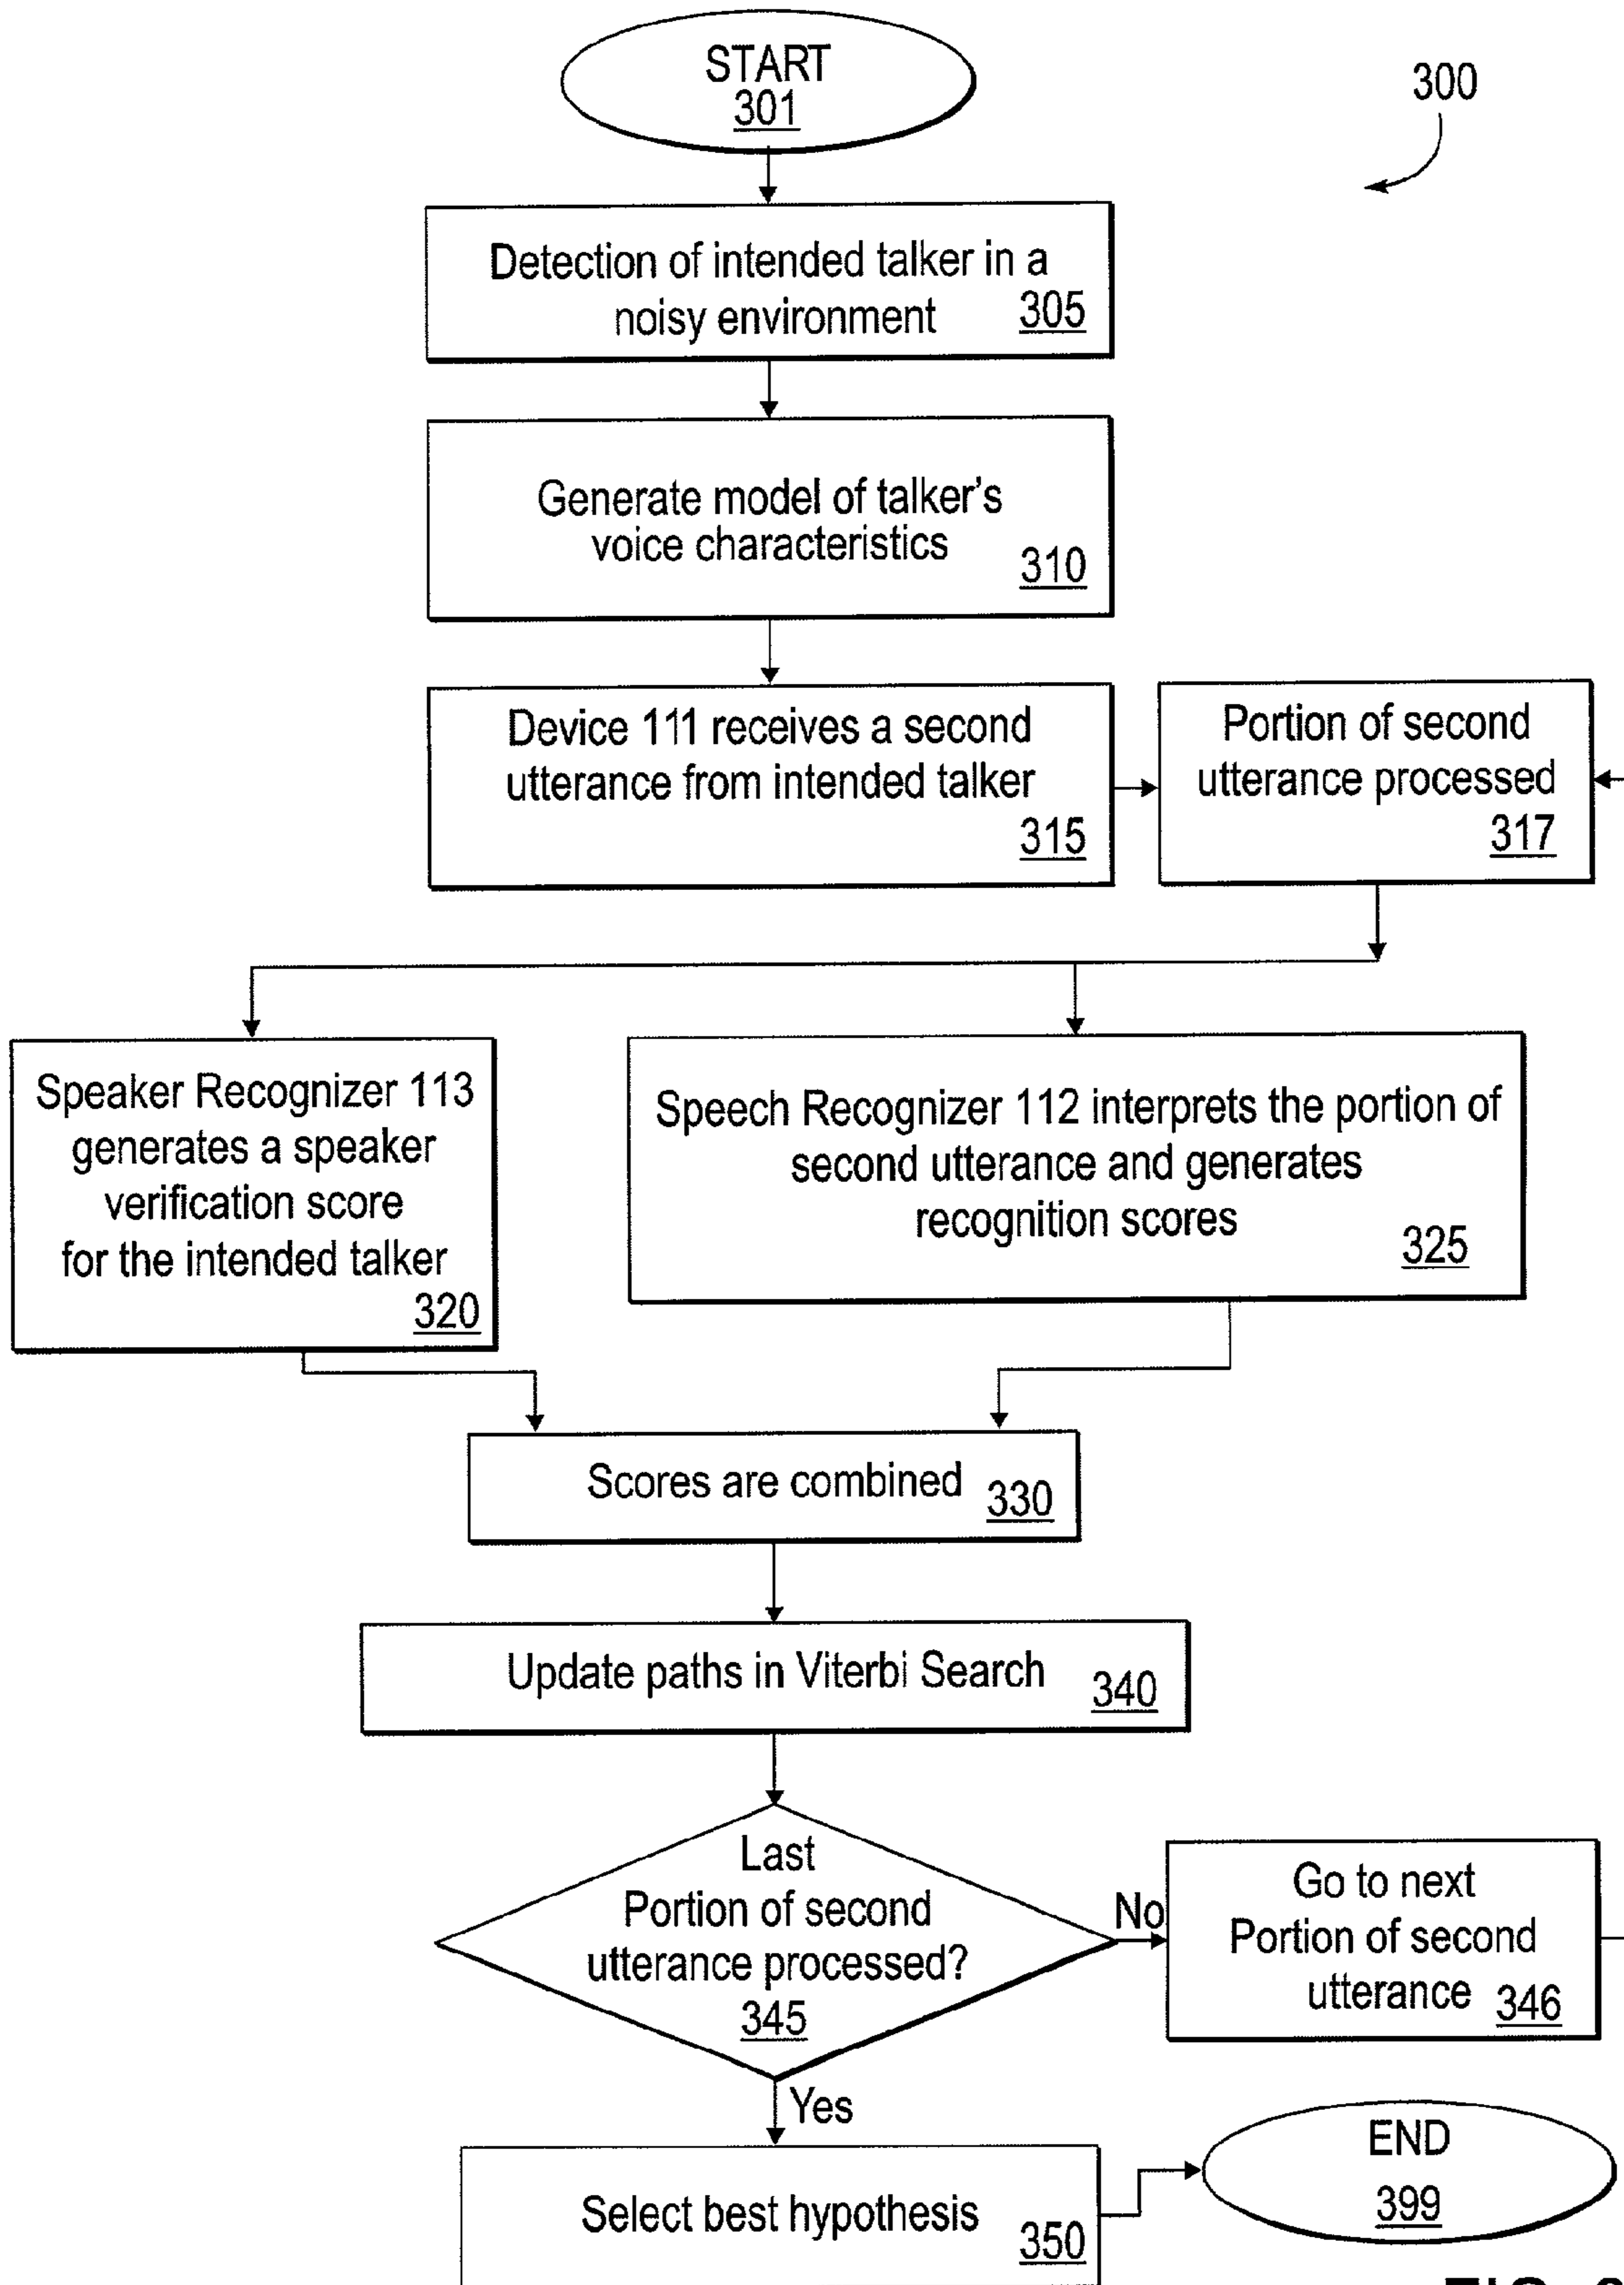 START
301
300
Detection of intended talker in a
noisy environment 305
Generate model of talker's
voice characteristics
310
Device 111 receives a second
utterance from intended talker
315
Portion of second
utterance processed
317
Speaker Recognizer 113
generates a speaker
verification score
for the intended talker
320
Speech Recognizer 112 interprets the portion of
second utterance and generates
recognition scores
325
Scores are combined 330
Update paths in Viterbi Search 340
Last
Portion of second
utterance processed?
345
No
Go to next
Portion of second
utterance 346
Yes
Select best hypothesis
350
END
399